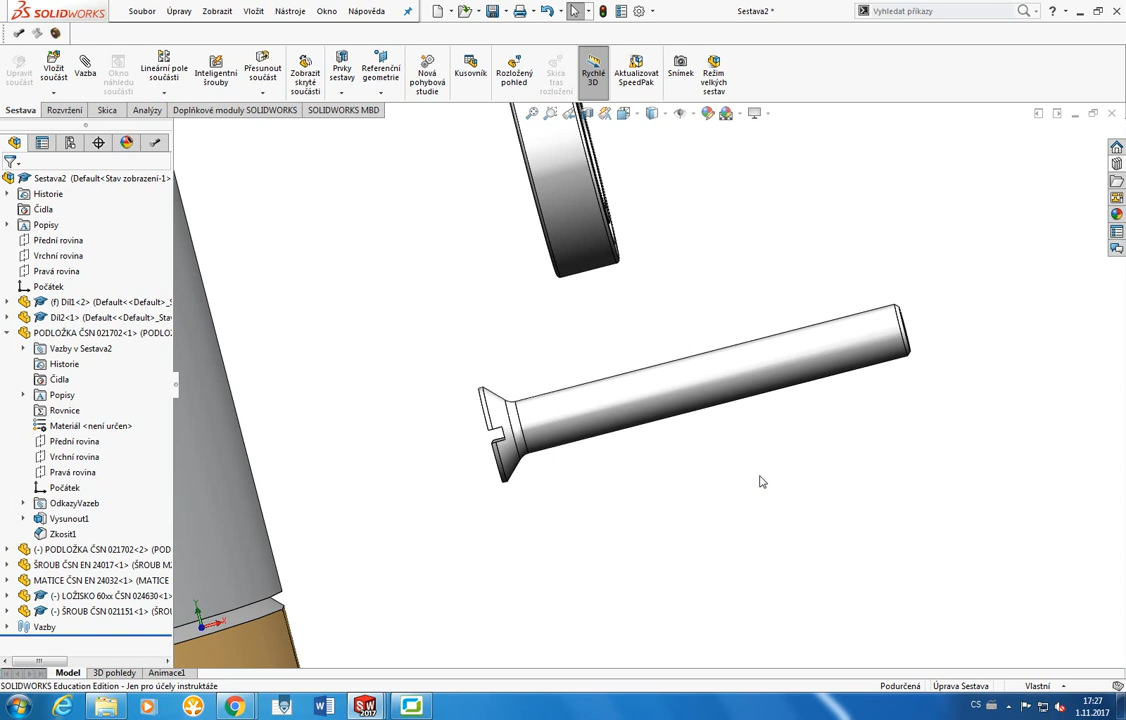 SOLIDWORKS
Soubor Úpravy Zobrazit Vložit Nástroje Okno Nápověda
Sestava2 *
Vyhledat příkazy
Upravit součást
Vložit součást
Vazba
Okno náhledu součásti
Lineární pole součásti
Inteligentní šrouby
Přesunout součást
Zobrazit skryté součásti
Prvky sestavy
Referenční geometrie
Nová pohybová studie
Kusovník
Rozložený pohled
Skica tras rozložení
Rychlé 3D
Aktualizovat SpeedPak
Snímek
Režim velkých sestav
Sestava Rozvržení Skica Analýzy Doplňkové moduly SOLIDWORKS SOLIDWORKS MBD
Sestava2 (Default<Stav zobrazení-1>
Historie
Čidla
Popisy
Přední rovina
Vrchní rovina
Pravá rovina
Počátek
(f) Díl1<2> (Default<<Default>_S
Díl2<1> (Default<<Default>_Sta
PODLOŽKA ČSN 021702<1> (PODLO
Vazby v Sestava2
Historie
Čidla
Popisy
Rovnice
Materiál <není určen>
Přední rovina
Vrchní rovina
Pravá rovina
Počátek
OdkazyVazeb
Vysunout1
Zkosit1
(-) PODLOŽKA ČSN 021702<2> (POD
ŠROUB ČSN EN 24017<1> (ŠROUB M
MATICE ČSN EN 24032<1> (MATICE
(-) LOŽISKO 60xx ČSN 024630<1>
(-) ŠROUB ČSN 021151<1> (ŠROU
Vazby
Y
X
Model 3D pohledy Animace1
SOLIDWORKS Education Edition - Jen pro účely instruktáže
Podurčená Úprava Sestava Vlastní
CS
17:27
1.11.2017